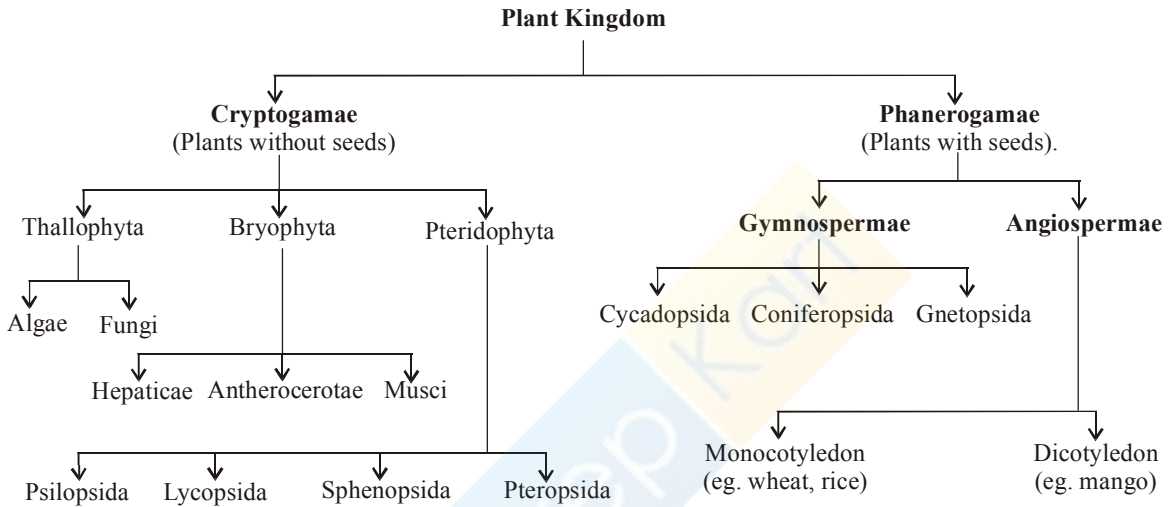 Plant Kingdom
Cryptogamae
(Plants without seeds)
Phanerogamae
(Plants with seeds).
Thallophyta
Bryophyta
Pteridophyta
Gymnospermae
Angiospermae
Algae
Fungi
Cycadopsida
Coniferopsida
Gnetopsida
Hepaticae
Antherocerotae
Musci
Monocotyledon
(eg. wheat, rice)
Dicotyledon
(eg. mango)
Psilopsida
Lycopsida
Sphenopsida
Pteropsida